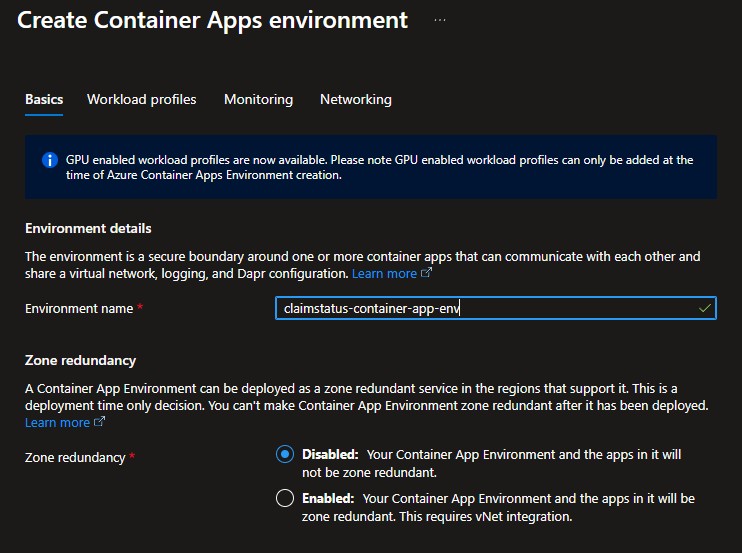 Create Container Apps environment ...
Basics Workload profiles Monitoring Networking
GPU enabled workload profiles are now available. Please note GPU enabled workload profiles can only be added at the
time of Azure Container Apps Environment creation.
Environment details
The environment is a secure boundary around one or more container apps that can communicate with each other and
share a virtual network, logging, and Dapr configuration. Learn more
Environment name *
claimstatus-container-app-env
Zone redundancy
A Container App Environment can be deployed as a zone redundant service in the regions that support it. This is a
deployment time only decision. You can't make Container App Environment zone redundant after it has been deployed.
Learn more
Zone redundancy *
Disabled: Your Container App Environment and the apps in it will
not be zone redundant.
Enabled: Your Container App Environment and the apps in it will be
zone redundant. This requires vNet integration.